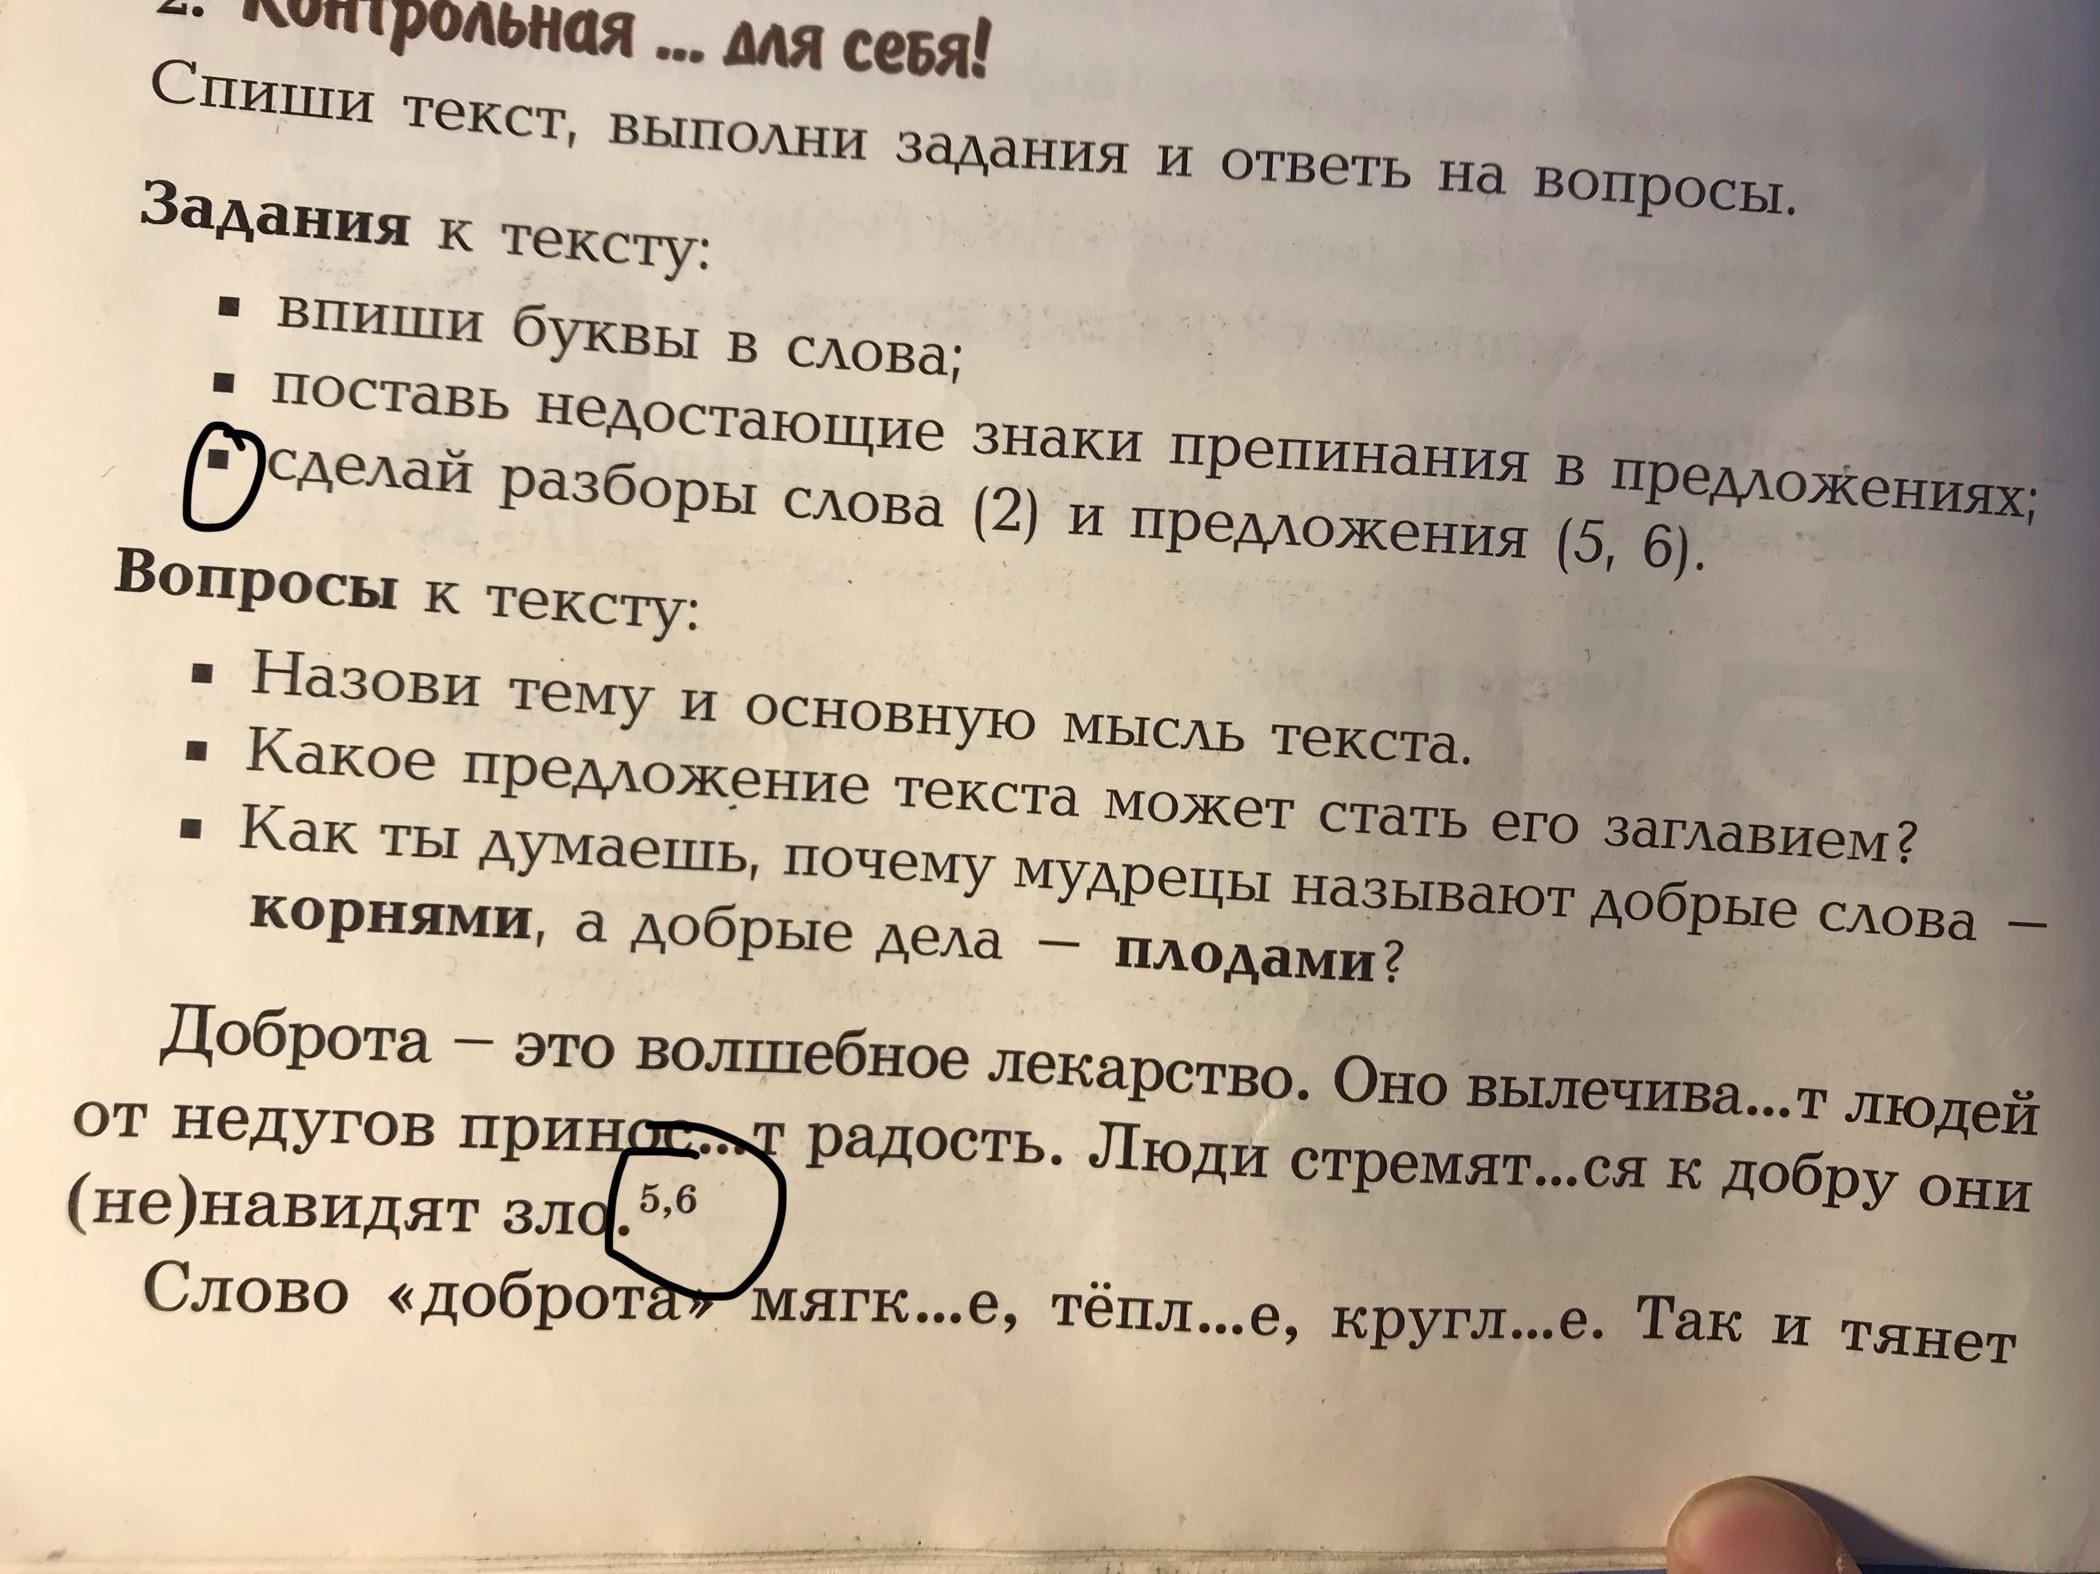 2. Контрольная ... для себя!
Спиши текст, выполни задания и ответь на вопросы.
Задания к тексту:
▪ впиши буквы в слова;
▪ поставь недостающие знаки препинания в предложениях;
▪ сделай разборы слова (2) и предложения (5, 6).
Вопросы к тексту:
▪ Назови тему и основную мысль текста.
▪ Какое предложение текста может стать его заглавием?
▪ Как ты думаешь, почему мудрецы называют добрые слова —
корнями, а добрые дела — плодами?
Доброта – это волшебное лекарство. Оно вылечива...т людей
от недугов принос...т радость. Люди стремят...ся к добру они
(не)навидят зло.5,6
Слово «доброта» мягк...е, тёпл...е, кругл...е. Так и тянет